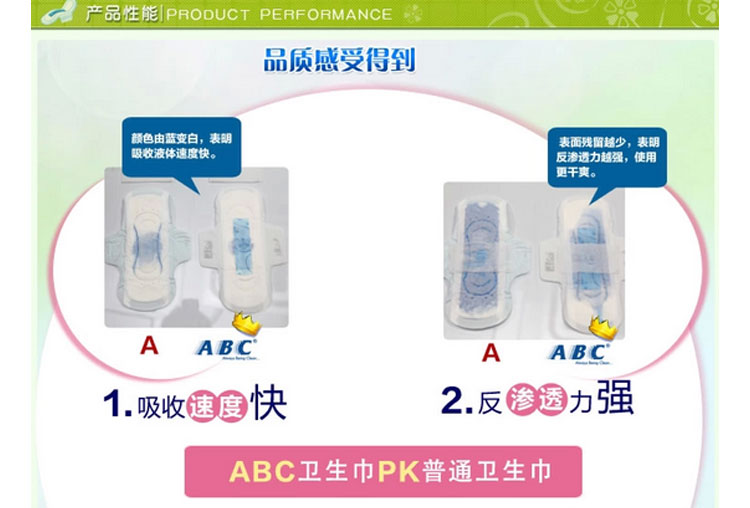 产品性能|PRODUCT PERFORMANCE
品质感受得到
颜色由蓝变白，表明
吸收液体速度快。
表面残留越少，表明
反渗透力越强，使用
更干爽。
A
ABC®
Always Being Clean...
A
ABC®
Always Being Clean...
1.吸收速度快
2.反渗透力强
ABC卫生巾PK普通卫生巾